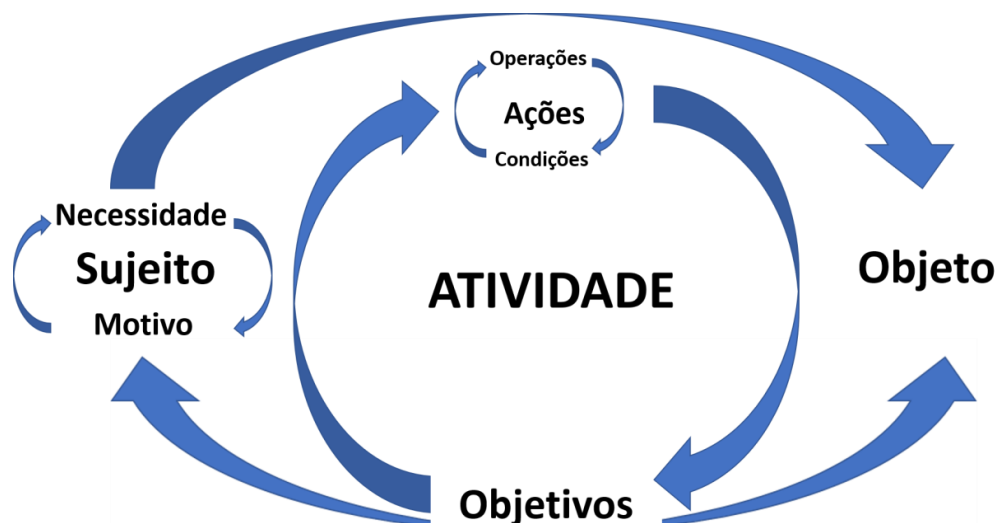 Operações
Ações
Condições
Necessidade
Sujeito
Motivo
ATIVIDADE
Objeto
Objetivos